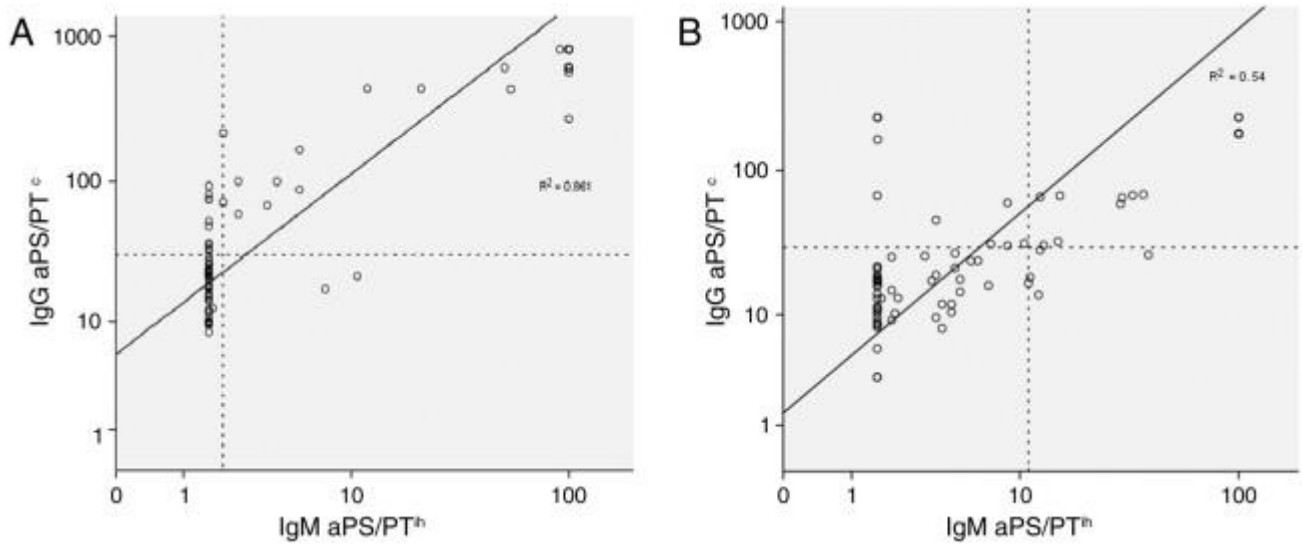 A
1000
100
10
1
0
1
10
100
IgG aPS/PT c
IgM aPS/PT ih
R² = 0.861
B
1000
100
10
1
0
1
10
100
IgG aPS/PT c
IgM aPS/PT ih
R² = 0.54